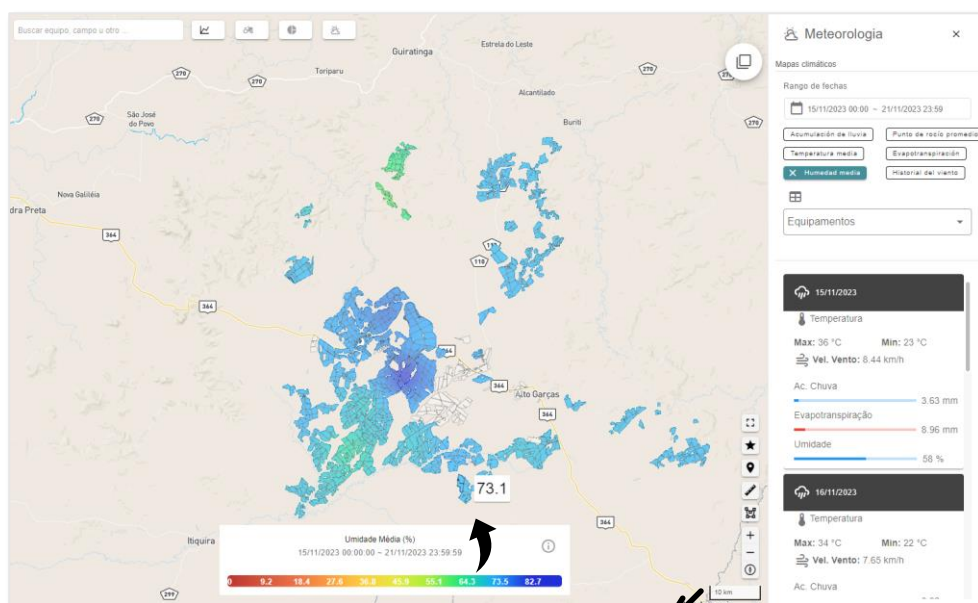 Buscar equipo, campo u otro ...
Guiratinga
Estrela do Leste
Toriparu
270
270
270
270
Alcantilado
São José
do Povo
270
Buriti
270
Nova Galiléia
dra Preta
364
110
364
364
Alto Garças
364
73.1
Itiquira
364
299
10 km
Umidade Média (%)
15/11/2023 00:00:00 ~ 21/11/2023 23:59:59
0 9.2 18.4 27.6 36.8 45.9 55.1 64.3 73.5 82.7
Meteorologia
Mapas climáticos
Rango de fechas
15/11/2023 00:00 ~ 21/11/2023 23:59
Acumulación de lluvia
Punto de rocío promedio
Temperatura media
Evapotranspiración
Humedad media
Historial del viento
Equipamentos
15/11/2023
Temperatura
Max: 36 °C Min: 23 °C
Vel. Vento: 8.44 km/h
Ac. Chuva
3.63 mm
Evapotranspiração
8.96 mm
Umidade
58 %
16/11/2023
Temperatura
Max: 34 °C Min: 22 °C
Vel. Vento: 7.65 km/h
Ac. Chuva